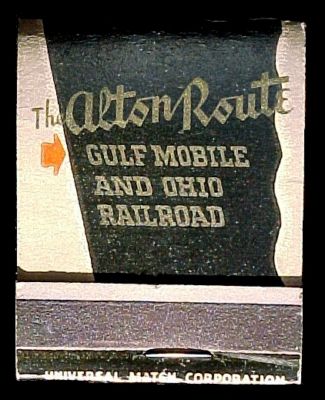 The Alton Route
GULF MOBILE
AND OHIO
RAILROAD
UNIVERSAL MATCH CORPORATION